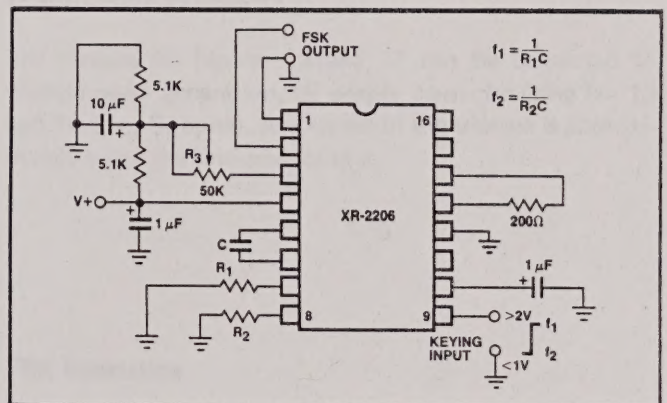 FSK
OUTPUT
f₁ = 1/R₁C
f₂ = 1/R₂C
5.1K
10 µF
+
5.1K
R₃
50K
V+
+
1 µF
C
R₁
R₂
1
16
XR-2206
8
9
200Ω
1 µF
+
>2V
f₁
KEYING
INPUT
f₂
<1V